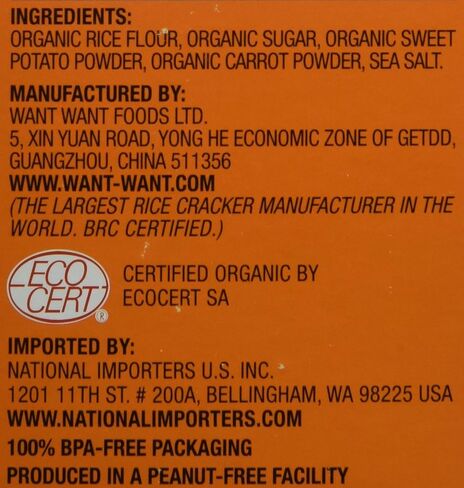 INGREDIENTS:
ORGANIC RICE FLOUR, ORGANIC SUGAR, ORGANIC SWEET
POTATO POWDER, ORGANIC CARROT POWDER, SEA SALT.
MANUFACTURED BY:
WANT WANT FOODS LTD.
5, XIN YUAN ROAD, YONG HE ECONOMIC ZONE OF GETDD,
GUANGZHOU, CHINA 511356
WWW.WANT-WANT.COM
(THE LARGEST RICE CRACKER MANUFACTURER IN THE
WORLD. BRC CERTIFIED.)
ECO
CERT
®
CERTIFIED ORGANIC BY
ECOCERT SA
IMPORTED BY:
NATIONAL IMPORTERS U.S. INC.
1201 11TH ST. # 200A, BELLINGHAM, WA 98225 USA
WWW.NATIONALIMPORTERS.COM
100% BPA-FREE PACKAGING
PRODUCED IN A PEANUT-FREE FACILITY